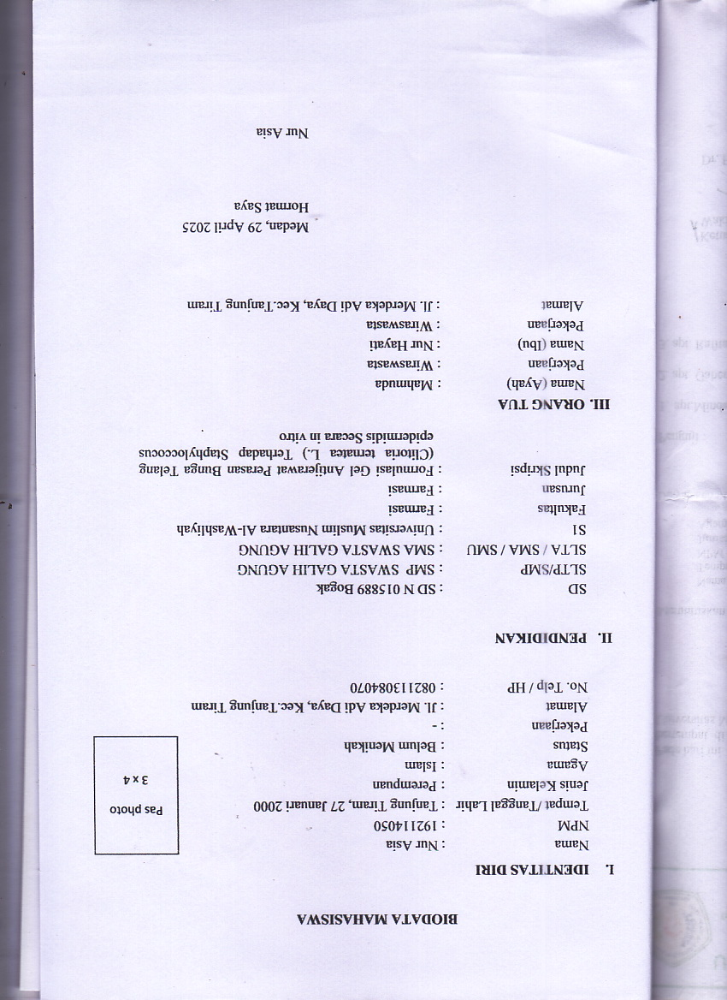 BIODATA MAHASISWA
I. IDENTITAS DIRI
Nama : Nur Asia
NPM : 192114050
Tempat /Tanggal Lahir : Tanjung Tiram, 27 Januari 2000
Jenis Kelamin : Perempuan
Agama : Islam
Status : Belum Menikah
Pekerjaan : -
Alamat : Jl. Merdeka Adi Daya, Kec.Tanjung Tiram
No. Telp / HP : 082113084070
Pas photo
3 x 4
II. PENDIDIKAN
SD : SD N 015889 Bogak
SLTP/SMP : SMP SWASTA GALIH AGUNG
SLTA / SMA / SMU : SMA SWASTA GALIH AGUNG
S1 : Universitas Muslim Nusantara Al-Washliyah
Fakultas : Farmasi
Jurusan : Farmasi
Judul Skripsi : Formulasi Gel Antijerawat Perasan Bunga Telang
(Clitoria ternatea L.) Terhadap Staphyloccocus
epidermidis Secara in vitro
III. ORANG TUA
Nama (Ayah) : Mahmuda
Pekerjaan : Wiraswasta
Nama (Ibu) : Nur Hayati
Pekerjaan : Wiraswasta
Alamat : Jl. Merdeka Adi Daya, Kec.Tanjung Tiram
Medan, 29 April 2025
Hormat Saya
Nur Asia